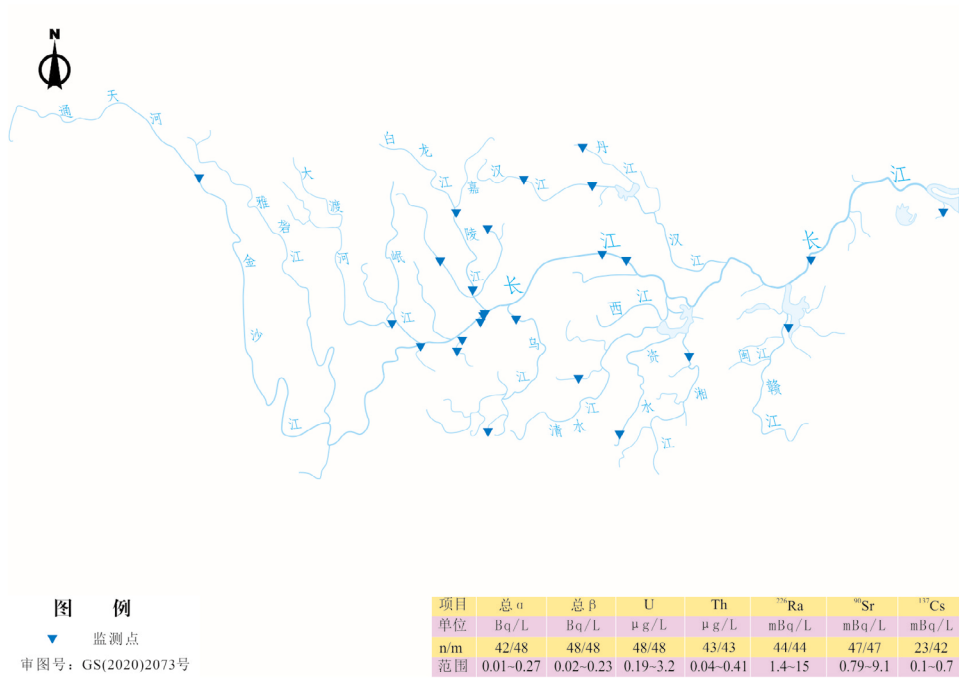 N
通天河
白龙江
嘉陵江
汉江
丹江
大渡河
雅砻江
金沙江
岷江
长江
江
长江
汉江
西江
乌江
资水
湘江
清水江
闽江
赣江
图 例
监测点
审图号：GS(2020)2073号
项目 总α 总β U Th ²²⁶Ra ⁹⁰Sr ¹³⁷Cs
单位 Bq/L Bq/L μg/L μg/L mBq/L mBq/L mBq/L
n/m 42/48 48/48 48/48 43/43 44/44 47/47 23/42
范围 0.01~0.27 0.02~0.23 0.19~3.2 0.04~0.41 1.4~15 0.79~9.1 0.1~0.7